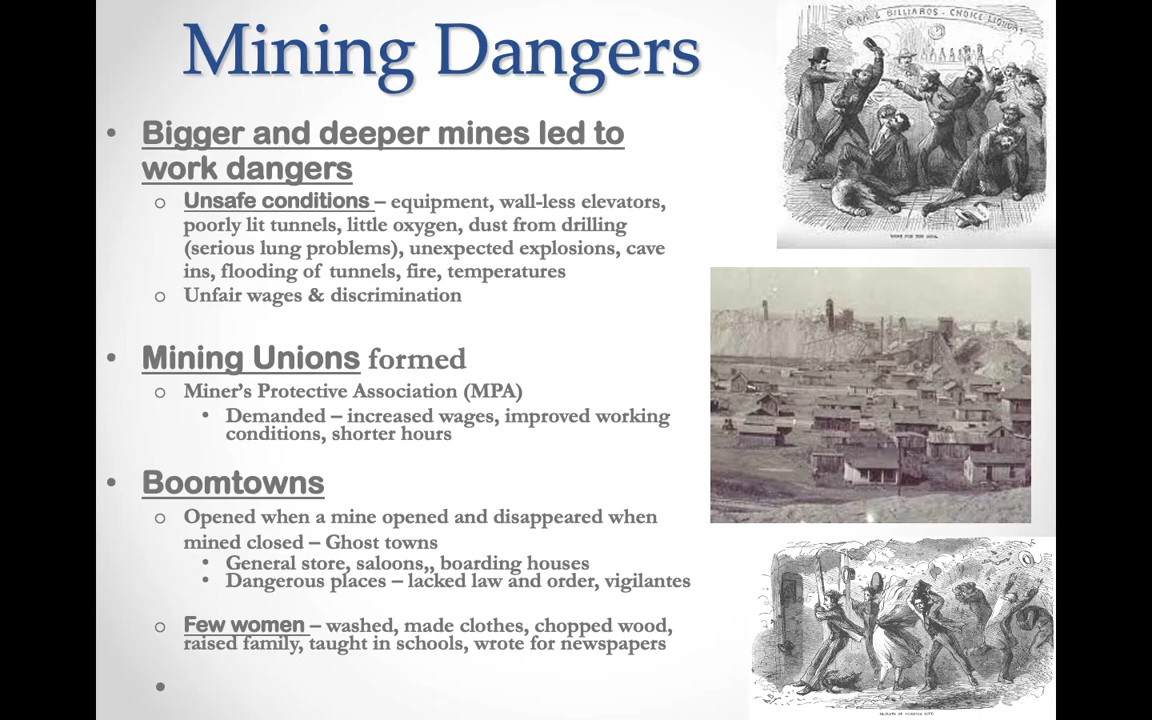 Mining Dangers
BAR & BILLIARDS - CHOICE LIQUORS
• Bigger and deeper mines led to
work dangers
o Unsafe conditions – equipment, wall-less elevators,
poorly lit tunnels, little oxygen, dust from drilling
(serious lung problems), unexpected explosions, cave
ins, flooding of tunnels, fire, temperatures
o Unfair wages & discrimination
• Mining Unions formed
o Miner's Protective Association (MPA)
• Demanded – increased wages, improved working
conditions, shorter hours
• Boomtowns
o Opened when a mine opened and disappeared when
mined closed – Ghost towns
• General store, saloons,, boarding houses
• Dangerous places – lacked law and order, vigilantes
o Few women – washed, made clothes, chopped wood,
raised family, taught in schools, wrote for newspapers
•